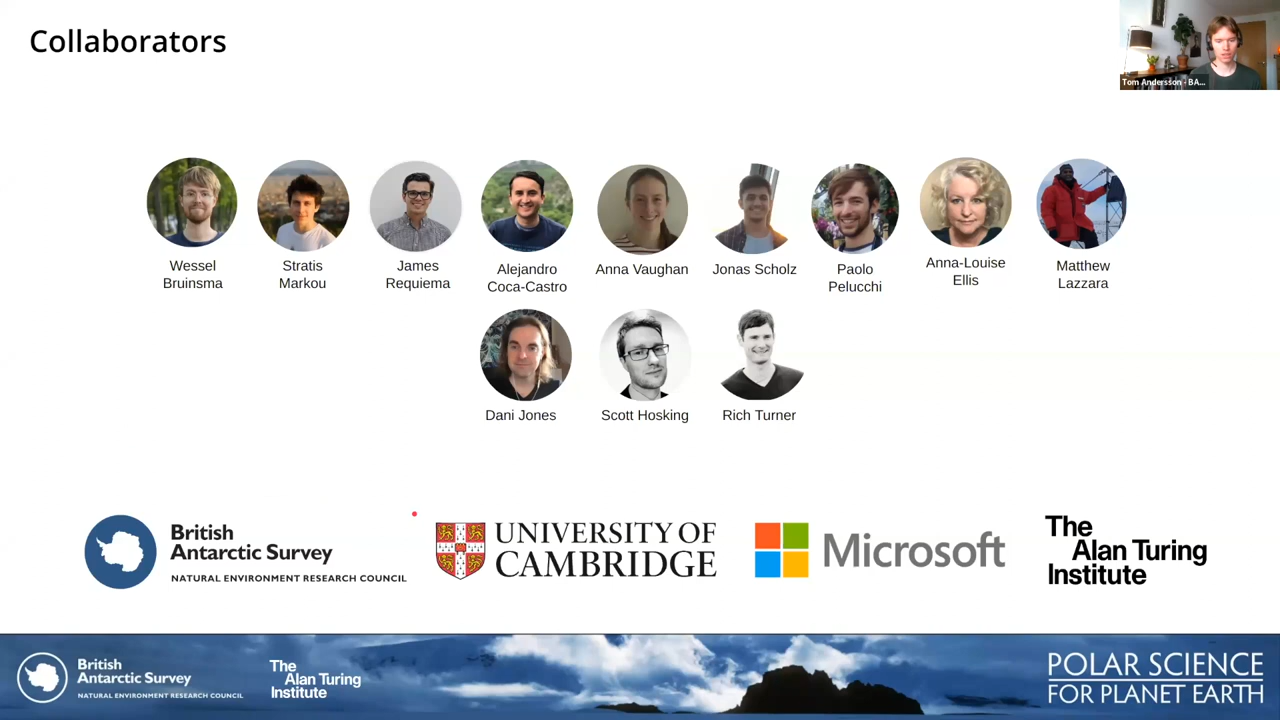 Collaborators
Tom Andersson - BA...
Wessel
Bruinsma
Stratis
Markou
James
Requiema
Alejandro
Coca-Castro
Anna Vaughan
Jonas Scholz
Paolo
Pelucchi
Anna-Louise
Ellis
Matthew
Lazzara
Dani Jones
Scott Hosking
Rich Turner
British
Antarctic Survey
NATURAL ENVIRONMENT RESEARCH COUNCIL
UNIVERSITY OF
CAMBRIDGE
Microsoft
The
Alan Turing
Institute
British
Antarctic Survey
NATURAL ENVIRONMENT RESEARCH COUNCIL
The
Alan Turing
Institute
POLAR SCIENCE
FOR PLANET EARTH